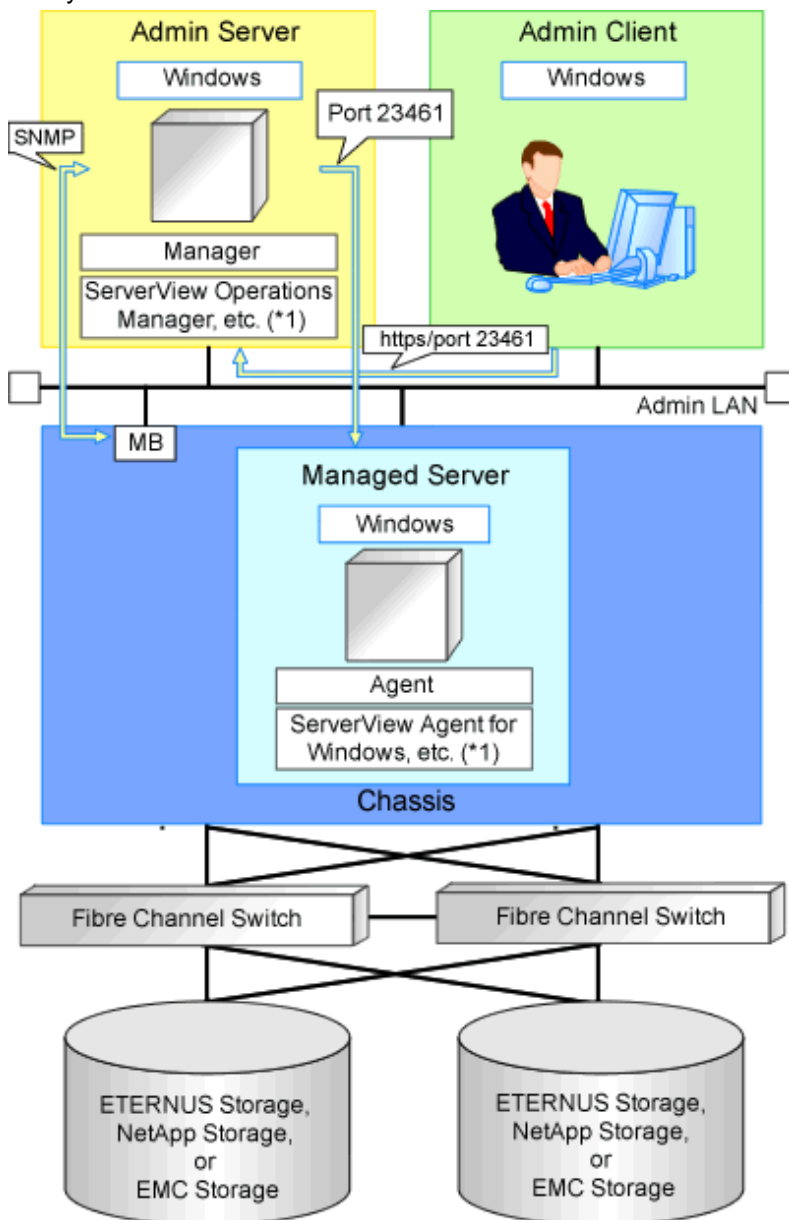 Admin Server
Admin Client
Windows
Windows
Port 23461
SNMP
Manager
ServerView Operations
Manager, etc. (*1)
https/port 23461
Admin LAN
MB
Managed Server
Windows
Agent
ServerView Agent for
Windows, etc. (*1)
Chassis
Fibre Channel Switch
Fibre Channel Switch
ETERNUS Storage,
NetApp Storage,
or
EMC Storage
ETERNUS Storage,
NetApp Storage,
or
EMC Storage